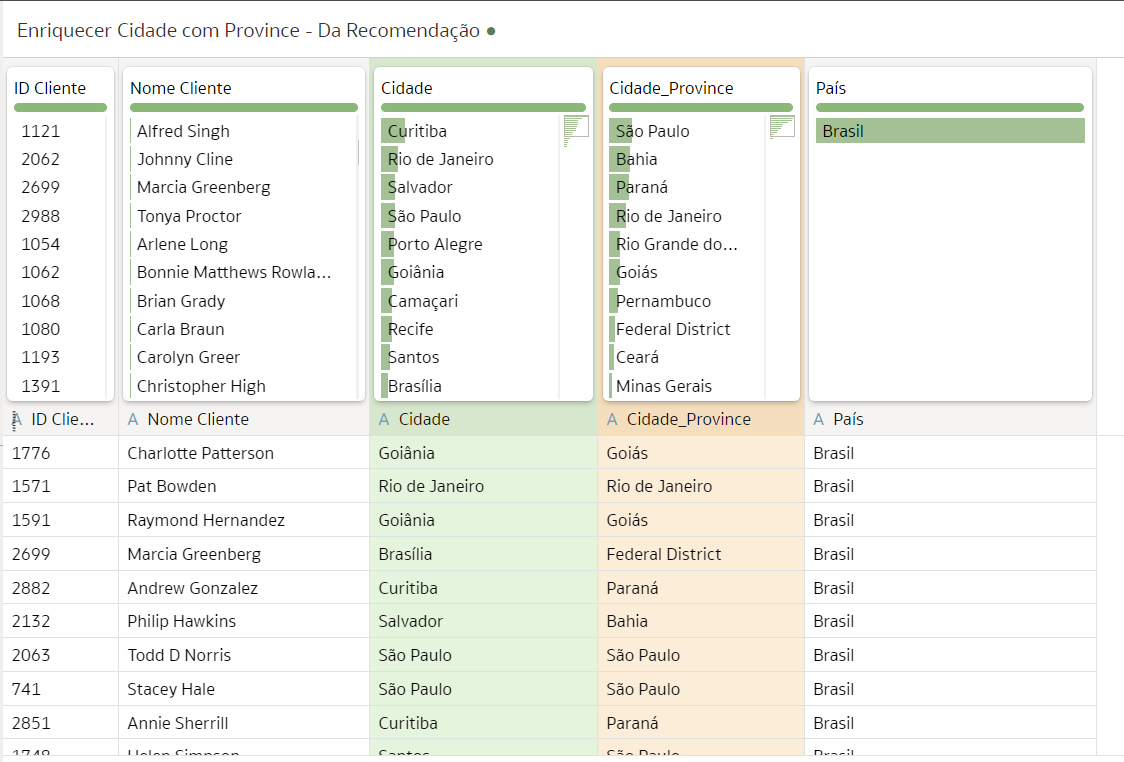 Enriquecer Cidade com Province - Da Recomendação
ID Cliente Nome Cliente Cidade Cidade_Province País
1121 Alfred Singh Curitiba São Paulo Brasil
2062 Johnny Cline Rio de Janeiro Bahia
2699 Marcia Greenberg Salvador Paraná
2988 Tonya Proctor São Paulo Rio de Janeiro
1054 Arlene Long Porto Alegre Rio Grande do...
1062 Bonnie Matthews Rowla... Goiânia Goiás
1068 Brian Grady Camaçari Pernambuco
1080 Carla Braun Recife Federal District
1193 Carolyn Greer Santos Ceará
1391 Christopher High Brasília Minas Gerais
A ID Clie... A Nome Cliente A Cidade A Cidade_Province A País
1776 Charlotte Patterson Goiânia Goiás Brasil
1571 Pat Bowden Rio de Janeiro Rio de Janeiro Brasil
1591 Raymond Hernandez Goiânia Goiás Brasil
2699 Marcia Greenberg Brasília Federal District Brasil
2882 Andrew Gonzalez Curitiba Paraná Brasil
2132 Philip Hawkins Salvador Bahia Brasil
2063 Todd D Norris São Paulo São Paulo Brasil
741 Stacey Hale São Paulo São Paulo Brasil
2851 Annie Sherrill Curitiba Paraná Brasil
1748 Helen Simpson Santos São Paulo Brasil